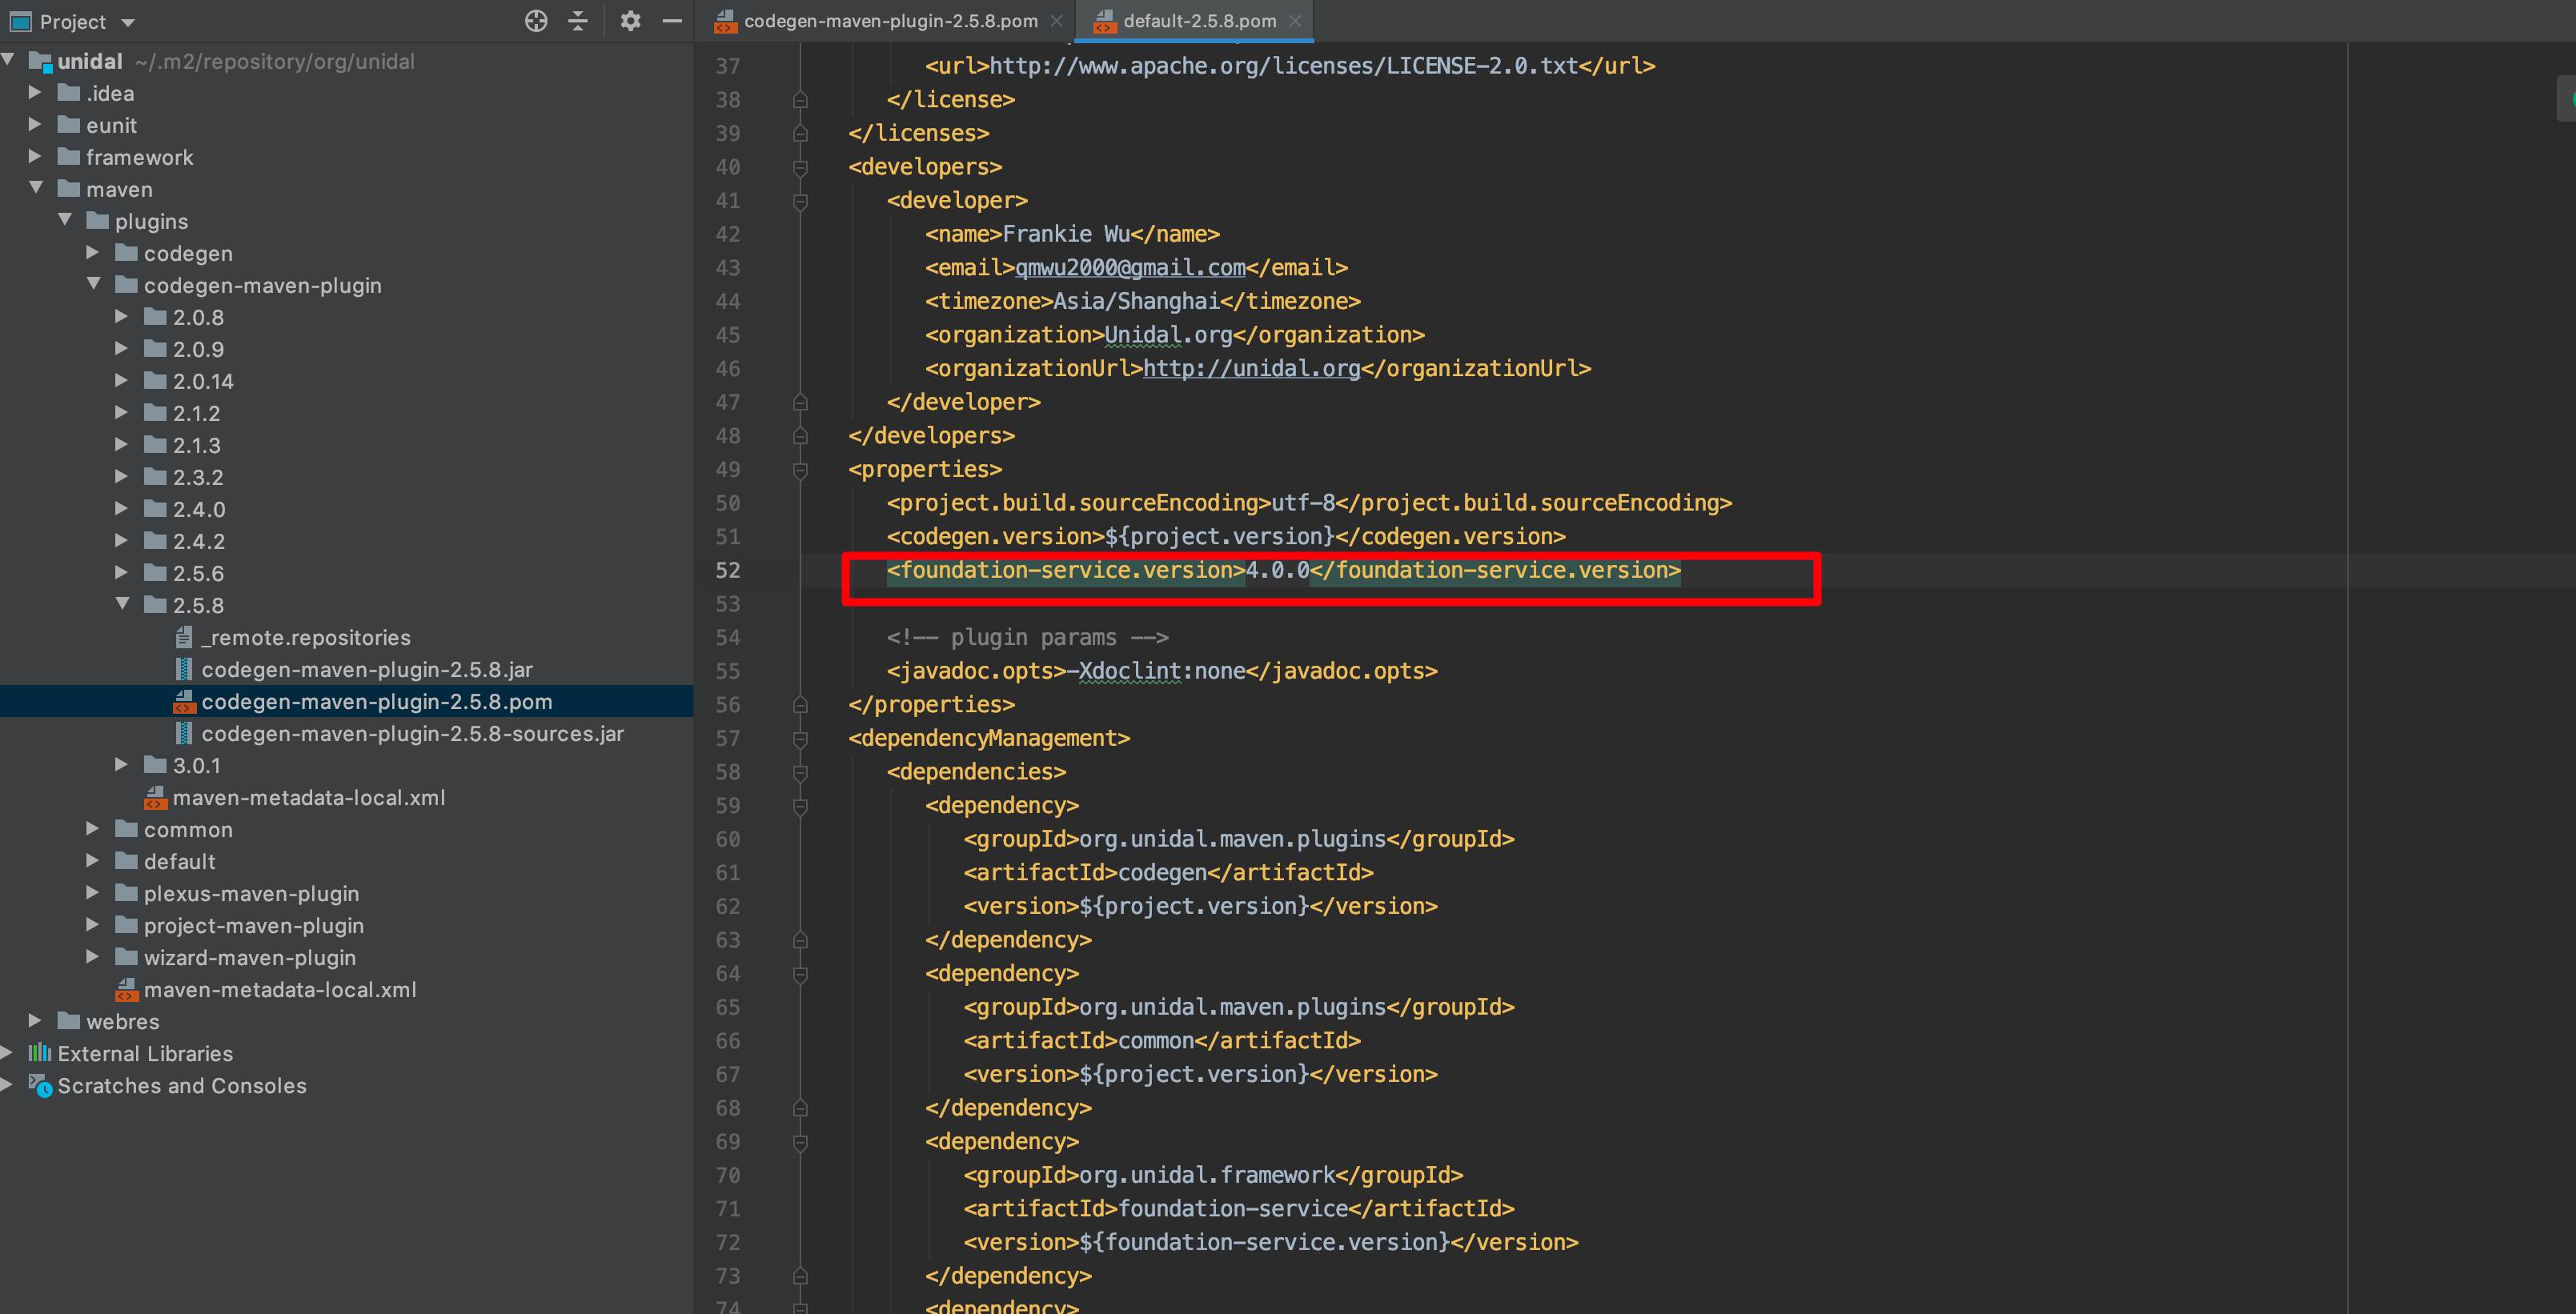 Project
unidal ~/.m2/repository/org/unidal
.idea
eunit
framework
maven
plugins
codegen
codegen-maven-plugin
2.0.8
2.0.9
2.0.14
2.1.2
2.1.3
2.3.2
2.4.0
2.4.2
2.5.6
2.5.8
_remote.repositories
codegen-maven-plugin-2.5.8.jar
codegen-maven-plugin-2.5.8.pom
codegen-maven-plugin-2.5.8-sources.jar
3.0.1
maven-metadata-local.xml
common
default
plexus-maven-plugin
project-maven-plugin
wizard-maven-plugin
maven-metadata-local.xml
webres
External Libraries
Scratches and Consoles
codegen-maven-plugin-2.5.8.pom
default-2.5.8.pom
37 <url>http://www.apache.org/licenses/LICENSE-2.0.txt</url>
38 </license>
39 </licenses>
40 <developers>
41 <developer>
42 <name>Frankie Wu</name>
43 <email>qmwu2000@gmail.com</email>
44 <timezone>Asia/Shanghai</timezone>
45 <organization>Unidal.org</organization>
46 <organizationUrl>http://unidal.org</organizationUrl>
47 </developer>
48 </developers>
49 <properties>
50 <project.build.sourceEncoding>utf-8</project.build.sourceEncoding>
51 <codegen.version>${project.version}</codegen.version>
52 <foundation-service.version>4.0.0</foundation-service.version>
53
54 <!-- plugin params -->
55 <javadoc.opts>-Xdoclint:none</javadoc.opts>
56 </properties>
57 <dependencyManagement>
58 <dependencies>
59 <dependency>
60 <groupId>org.unidal.maven.plugins</groupId>
61 <artifactId>codegen</artifactId>
62 <version>${project.version}</version>
63 </dependency>
64 <dependency>
65 <groupId>org.unidal.maven.plugins</groupId>
66 <artifactId>common</artifactId>
67 <version>${project.version}</version>
68 </dependency>
69 <dependency>
70 <groupId>org.unidal.framework</groupId>
71 <artifactId>foundation-service</artifactId>
72 <version>${foundation-service.version}</version>
73 </dependency>
74 <dependency>